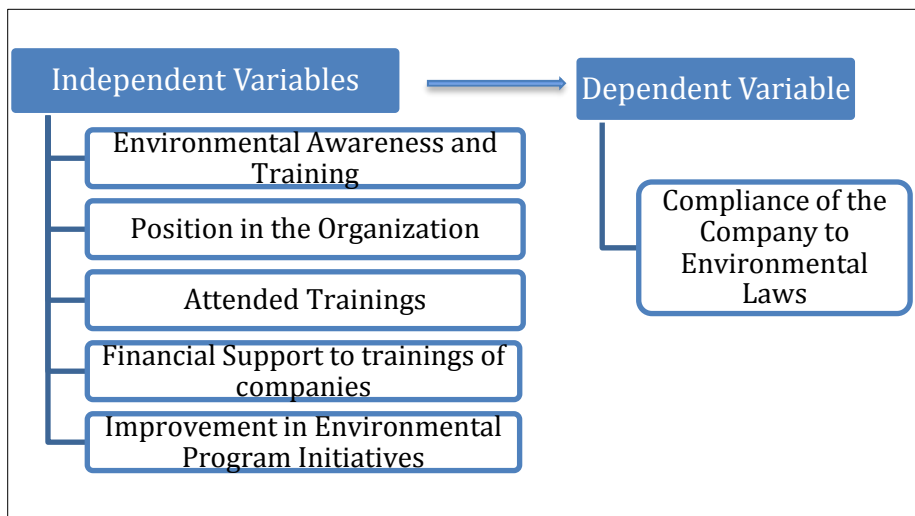 Independent Variables
Dependent Variable
Environmental Awareness and
Training
Position in the Organization
Attended Trainings
Financial Support to trainings of
companies
Improvement in Environmental
Program Initiatives
Compliance of the
Company to
Environmental
Laws